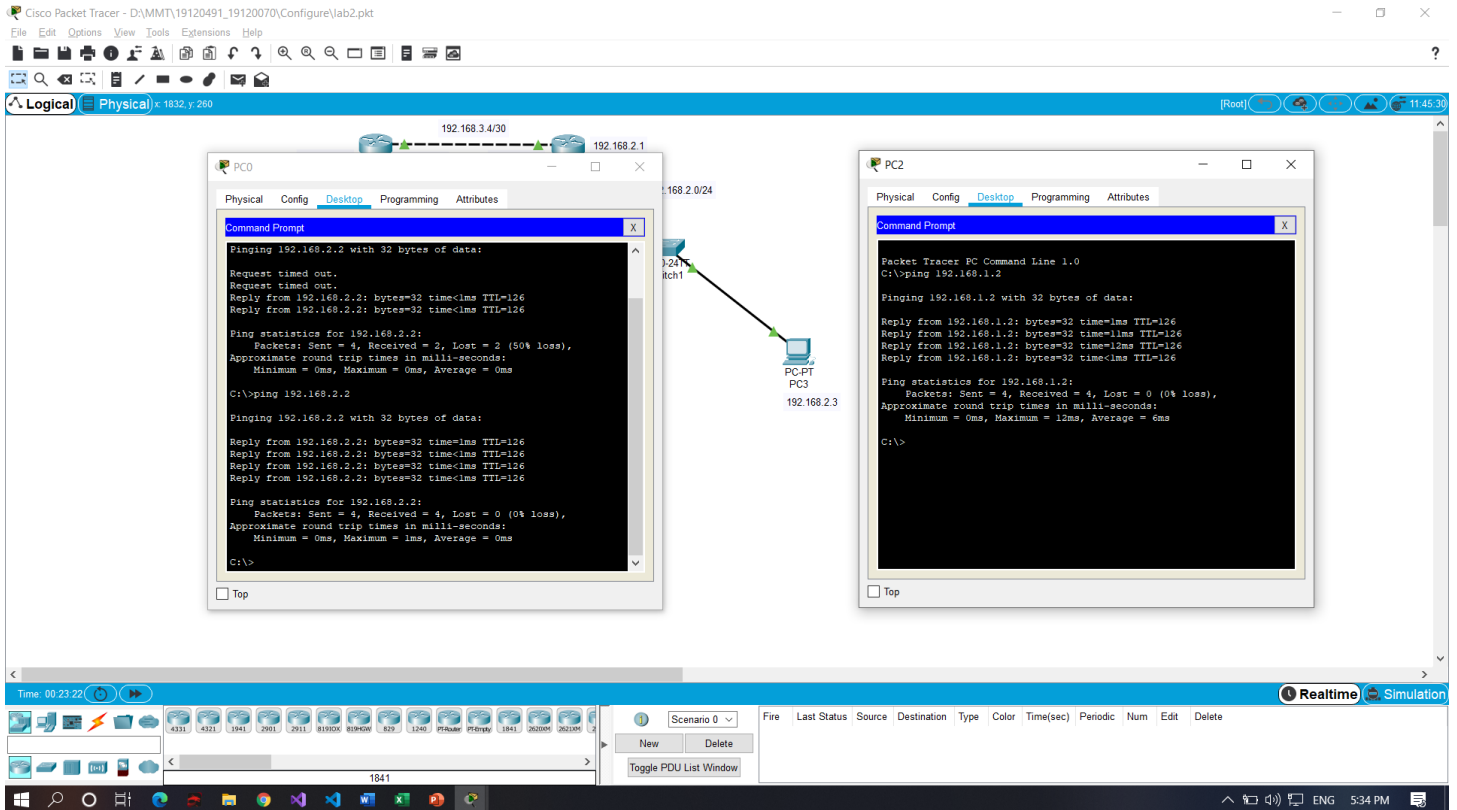 Cisco Packet Tracer - D:\MMT\19120491_19120070\Configure\lab2.pkt
File Edit Options View Tools Extensions Help
?
Logical Physical x: 1832, y: 260 [Root] 11:45:30
192.168.3.4/30
192.168.2.1
.168.2.0/24
0-24TT
itch1
PC-PT
PC3
192.168.2.3
PC0
Physical Config Desktop Programming Attributes
Command Prompt X
Pinging 192.168.2.2 with 32 bytes of data:
Request timed out.
Request timed out.
Reply from 192.168.2.2: bytes=32 time<1ms TTL=126
Reply from 192.168.2.2: bytes=32 time<1ms TTL=126
Ping statistics for 192.168.2.2:
Packets: Sent = 4, Received = 2, Lost = 2 (50% loss),
Approximate round trip times in milli-seconds:
Minimum = 0ms, Maximum = 0ms, Average = 0ms
C:\>ping 192.168.2.2
Pinging 192.168.2.2 with 32 bytes of data:
Reply from 192.168.2.2: bytes=32 time=1ms TTL=126
Reply from 192.168.2.2: bytes=32 time<1ms TTL=126
Reply from 192.168.2.2: bytes=32 time<1ms TTL=126
Reply from 192.168.2.2: bytes=32 time<1ms TTL=126
Ping statistics for 192.168.2.2:
Packets: Sent = 4, Received = 4, Lost = 0 (0% loss),
Approximate round trip times in milli-seconds:
Minimum = 0ms, Maximum = 1ms, Average = 0ms
C:\>
Top
PC2
Physical Config Desktop Programming Attributes
Command Prompt X
Packet Tracer PC Command Line 1.0
C:\>ping 192.168.1.2
Pinging 192.168.1.2 with 32 bytes of data:
Reply from 192.168.1.2: bytes=32 time=1ms TTL=126
Reply from 192.168.1.2: bytes=32 time=11ms TTL=126
Reply from 192.168.1.2: bytes=32 time=12ms TTL=126
Reply from 192.168.1.2: bytes=32 time<1ms TTL=126
Ping statistics for 192.168.1.2:
Packets: Sent = 4, Received = 4, Lost = 0 (0% loss),
Approximate round trip times in milli-seconds:
Minimum = 0ms, Maximum = 12ms, Average = 6ms
C:\>
Top
Time: 00:23:22 Realtime Simulation
4331 4321 1941 2901 2911 819IOX 819HGW 829 1240 PT-Router PT-Empty 1841 2620XM 2621XM 2
1841
Scenario 0
New Delete
Toggle PDU List Window
Fire Last Status Source Destination Type Color Time(sec) Periodic Num Edit Delete
ENG 5:34 PM